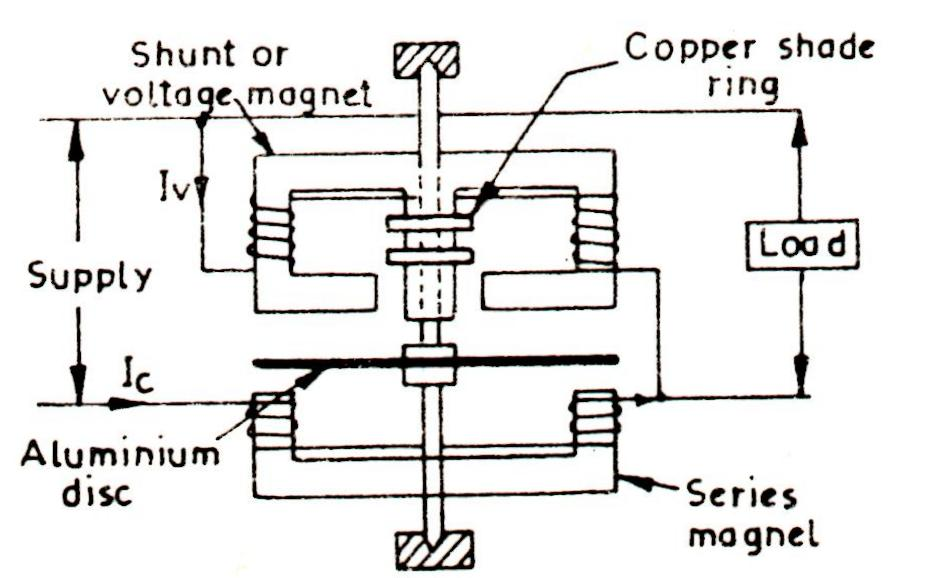 Shunt or
voltage magnet
Copper shade
ring
Iv
Supply
Load
Ic
Aluminium
disc
Series
magnel